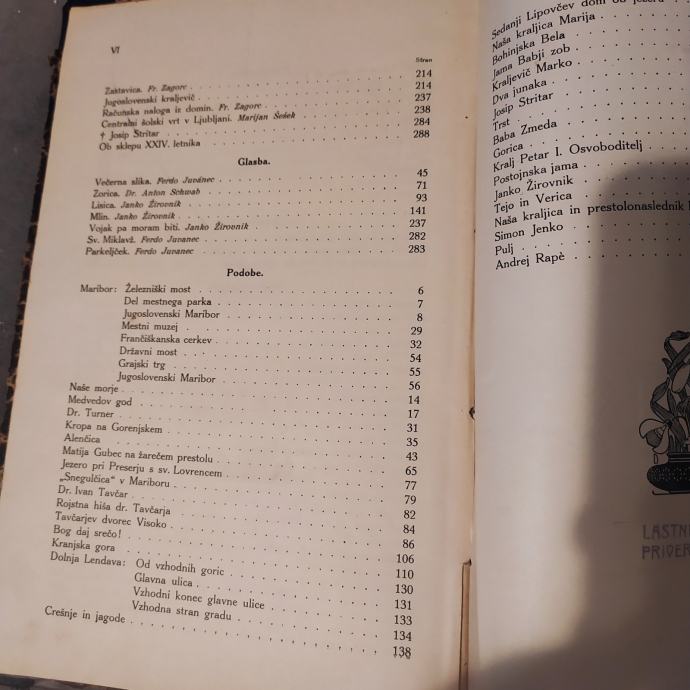 VI
Stran
Zaklavica. Fr. Zagorc 214
Jugoslovenski kraljevič 214
Računska naloga iz domin. Fr. Zagorc 237
Centralni šolski vrt v Ljubljani. Marijan Šešek 238
† Josip Stritar 284
Ob sklepu XXIV. letnika 288
Glasba.
Večerna slika. Ferdo Juvanec 45
Zorica. Dr. Anton Schwab 71
Lisica. Janko Žirovnik 93
Mlin. Janko Žirovnik 141
Vojak pa moram biti. Janko Žirovnik 237
Sv. Miklavž. Ferdo Juvanec 282
Parkeljček. Ferdo Juvanec 283
Podobe.
Maribor: Železniški most 6
Del mestnega parka 7
Jugoslovenski Maribor 8
Mestni muzej 29
Frančiškanska cerkev 32
Državni most 54
Grajski trg 55
Jugoslovenski Maribor 56
Naše morje 14
Medvedov god 17
Dr. Turner 31
Kropa na Gorenjskem 35
Alenčica 43
Matija Gubec na žarečem prestolu 65
Jezero pri Preserju s sv. Lovrencem 77
„Snegulčica“ v Mariboru 79
Dr. Ivan Tavčar 82
Rojstna hiša dr. Tavčarja 84
Tavčarjev dvorec Visoko 86
Bog daj srečo! 106
Kranjska gora 110
Dolnja Lendava: Od vzhodnih goric 130
Glavna ulica 131
Vzhodni konec glavne ulice 133
Vzhodna stran gradu 134
Crešnje in jagode 138
Sedanji Lipovčev dom ob jezeru
Naša kraljica Marija
Bohinjska Bela
Jama Babji zob
Kraljevič Marko
Dva junaka
Josip Stritar
Trst
Baba Zmeda
Gorica
Kralj Petar I. Osvoboditelj
Postojnska jama
Janko Žirovnik
Tejo in Verica
Naša kraljica in prestolonaslednik
Simon Jenko
Pulj
Andrej Rapè